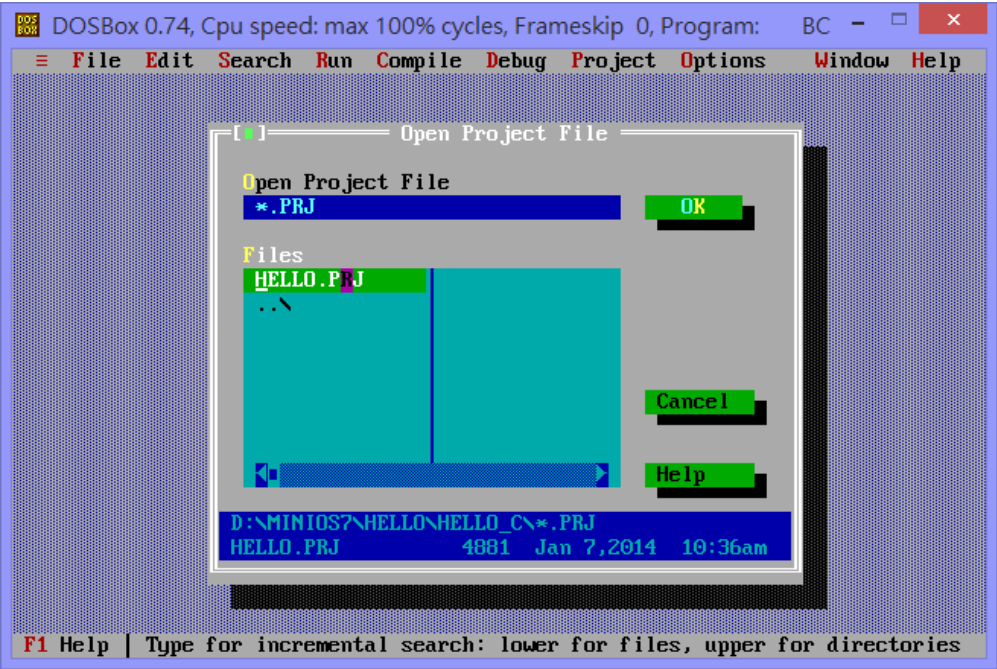 DOSBox 0.74, Cpu speed: max 100% cycles, Frameskip 0, Program: BC
≡ File Edit Search Run Compile Debug Project Options Window Help
Open Project File
Open Project File
*.PRJ
OK
Files
HELLO.PRJ
..\
Cancel
Help
D:\MINIOS7\HELLO\HELLO_C\*.PRJ
HELLO.PRJ 4881 Jan 7,2014 10:36am
F1 Help | Type for incremental search: lower for files, upper for directories